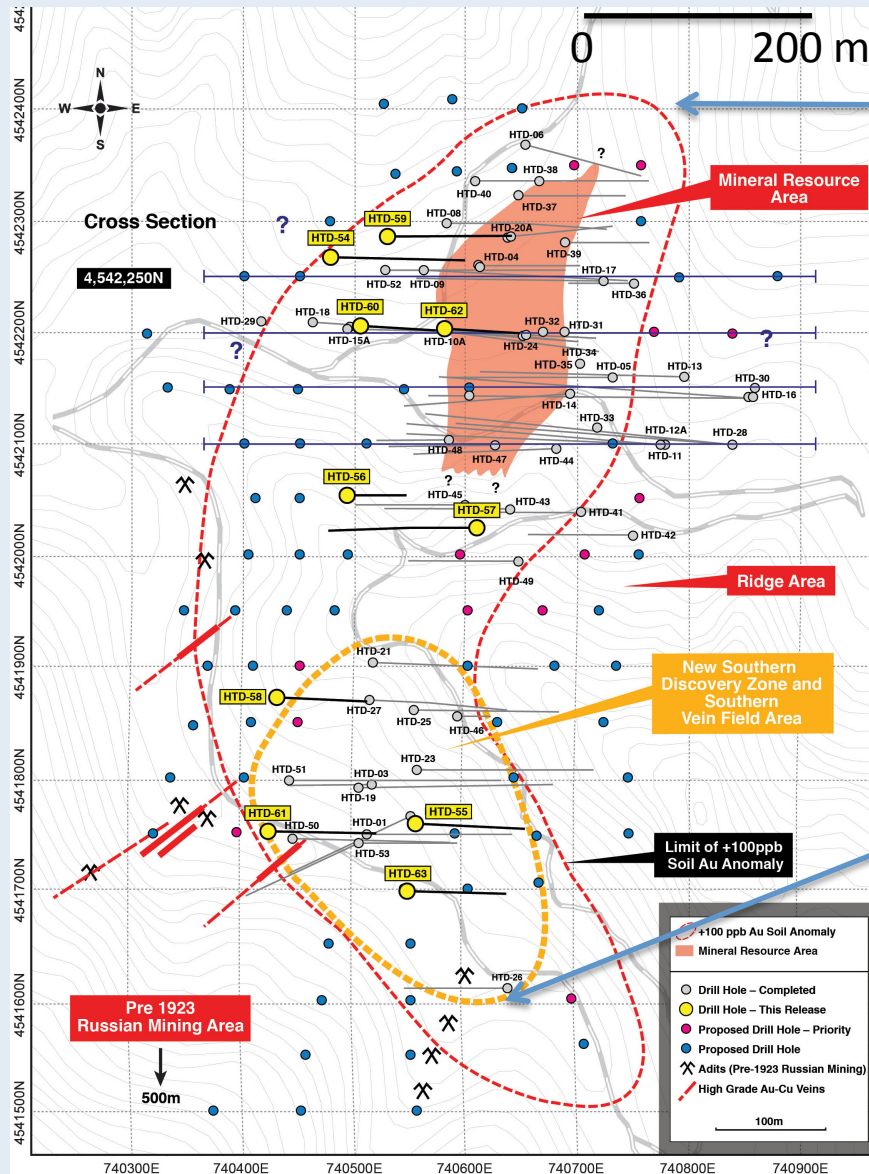 0 200 m
N
W E
S
4542400N
4542300N
4542200N
4542100N
4542000N
4541900N
4541800N
4541700N
4541600N
4541500N
Cross Section
4,542,250N
Mineral Resource
Area
HTD-06
?
HTD-38
HTD-40
HTD-37
HTD-59
HTD-08
?
HTD-20A
HTD-54
HTD-39
HTD-04
HTD-17
HTD-52
HTD-09
HTD-36
HTD-60
HTD-62
HTD-18
HTD-29
HTD-32
HTD-31
HTD-15A
HTD-10A
HTD-24
?
?
HTD-34
HTD-35
HTD-05
HTD-13
HTD-30
HTD-14
HTD-16
HTD-33
HTD-12A
HTD-28
HTD-48
HTD-47
HTD-44
HTD-11
HTD-56
?
?
HTD-45
HTD-43
HTD-57
HTD-41
HTD-42
HTD-49
Ridge Area
HTD-21
New Southern
Discovery Zone and
Southern
Vein Field Area
HTD-58
HTD-27
HTD-25
HTD-46
HTD-23
HTD-51
HTD-03
HTD-19
HTD-61
HTD-55
HTD-50
HTD-01
HTD-53
Limit of +100ppb
Soil Au Anomaly
HTD-63
HTD-26
Pre 1923
Russian Mining Area
500m
+100 ppb Au Soil Anomaly
Mineral Resource Area
Drill Hole – Completed
Drill Hole – This Release
Proposed Drill Hole – Priority
Proposed Drill Hole
Adits (Pre-1923 Russian Mining)
High Grade Au-Cu Veins
100m
740300E 740400E 740500E 740600E 740700E 740800E 740900E